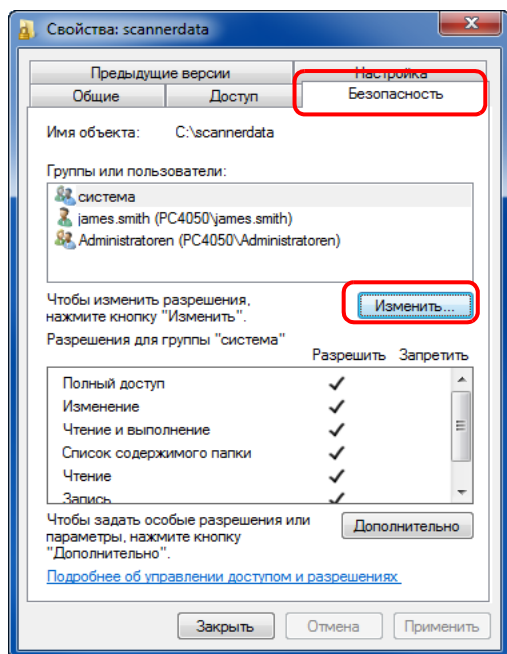 Свойства: scannerdata
Предыдущие версии
Настройка
Общие
Доступ
Безопасность
Имя объекта: C:\scannerdata
Группы или пользователи:
система
james.smith (PC4050\james.smith)
Administratoren (PC4050\Administratoren)
Чтобы изменить разрешения,
нажмите кнопку "Изменить".
Изменить...
Разрешения для группы "система"
Разрешить Запретить
Полный доступ
Изменение
Чтение и выполнение
Список содержимого папки
Чтение
Запись
Чтобы задать особые разрешения или
параметры, нажмите кнопку
"Дополнительно".
Дополнительно
Подробнее об управлении доступом и разрешениях
Закрыть
Отмена
Применить